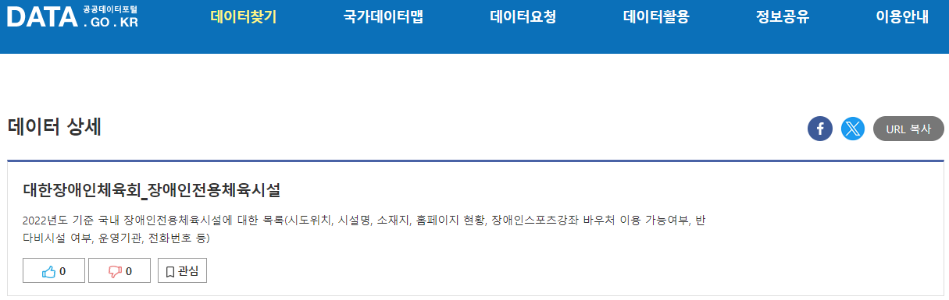 DATA 공공데이터포털
. GO . KR
데이터찾기 국가데이터맵 데이터요청 데이터활용 정보공유 이용안내
데이터 상세
f X URL 복사
대한장애인체육회_장애인전용체육시설
2022년도 기준 국내 장애인전용체육시설에 대한 목록(시도위치, 시설명, 소재지, 홈페이지 현황, 장애인스포츠강좌 바우처 이용 가능여부, 반
다비시설 여부, 운영기관, 전화번호 등)
0 0 관심